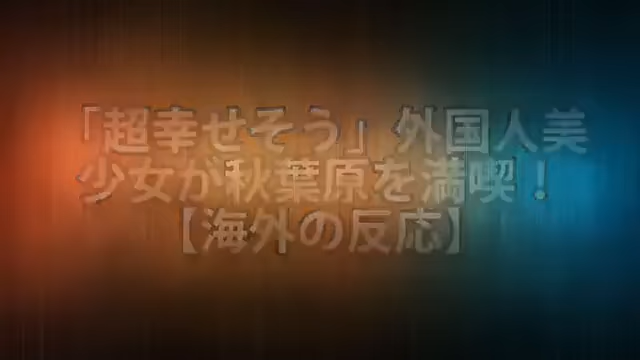 「超幸せそう」外国人美
少女が秋葉原を満喫！
【海外の反応】